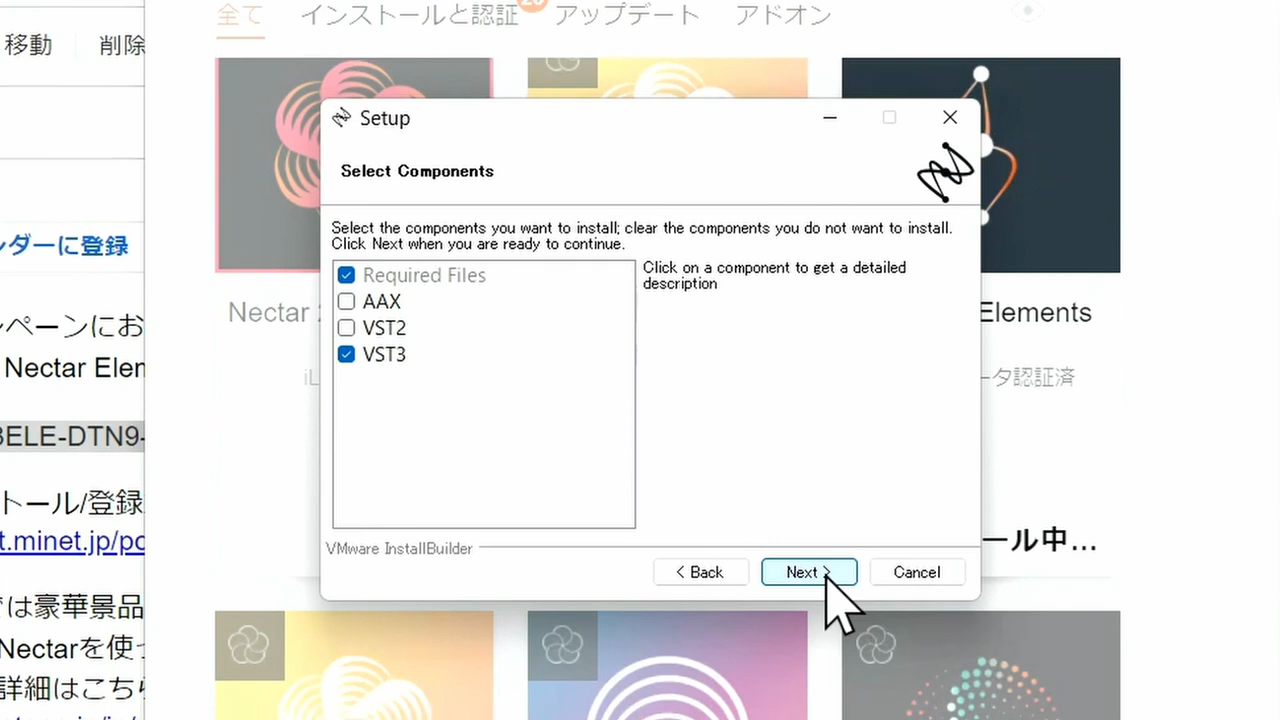 全て インストールと認証 20 アップデート アドオン
移動 削除
ンダーに登録
ンペーンにお
Nectar Elem
BELE-DTN9-
トール/登録
t.minet.jp/po
では豪華景品
Nectarを使っ
詳細はこちら
Setup
Select Components
Select the components you want to install; clear the components you do not want to install.
Click Next when you are ready to continue.
Required Files
AAX
VST2
VST3
Click on a component to get a detailed
description
VMware InstallBuilder
< Back
Next >
Cancel
Nectar
Elements
iL
ータ認証済
ール中...